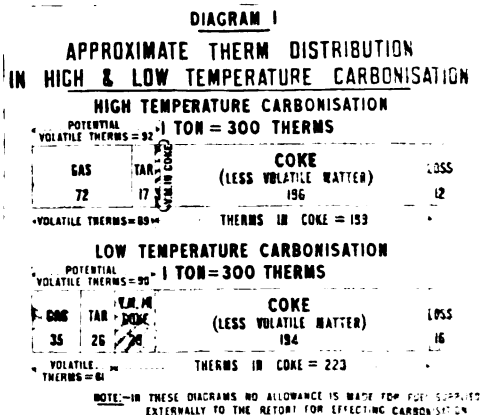 DIAGRAM I
APPROXIMATE THERM DISTRIBUTION
IN HIGH & LOW TEMPERATURE CARBONISATION
HIGH TEMPERATURE CARBONISATION
POTENTIAL
VOLATILE THERMS = 92
1 TON = 300 THERMS
GAS
72
TAR
17
V.M. IN COKE
COKE
(LESS VOLATILE MATTER)
196
LOSS
12
VOLATILE THERMS = 89
THERMS IN COKE = 199
LOW TEMPERATURE CARBONISATION
POTENTIAL
VOLATILE THERMS = 90
1 TON = 300 THERMS
GAS
35
TAR
26
V.M. IN
COKE
COKE
(LESS VOLATILE MATTER)
194
LOSS
16
VOLATILE
THERMS = 61
THERMS IN COKE = 223
NOTE:-IN THESE DIAGRAMS NO ALLOWANCE IS MADE FOR FUEL SUPPLIED
EXTERNALLY TO THE RETORT FOR EFFECTING CARBONISATION